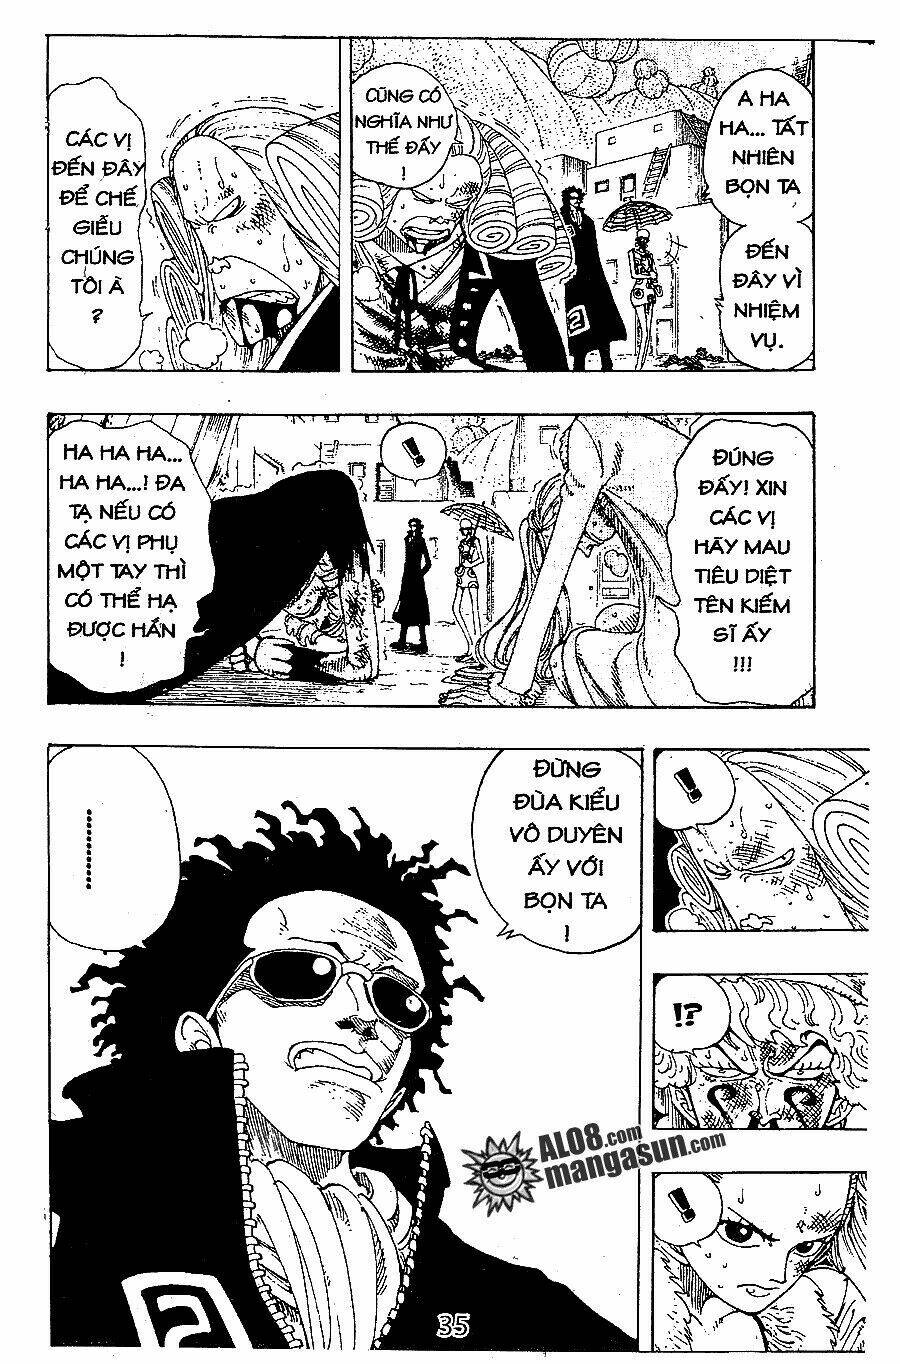 A HA
HA... TẤT
NHIÊN
BỌN TA
ĐẾN
ĐÂY VÌ
NHIỆM
VỤ.
CŨNG CÓ
NGHĨA NHƯ
THẾ ĐẤY
!
CÁC VỊ
ĐẾN ĐÂY
ĐỂ CHẾ
GIỄU
CHÚNG
TÔI À
?
ĐÚNG
ĐẤY! XIN
CÁC VỊ
HÃY MAU
TIÊU DIỆT
TÊN KIẾM
SĨ ẤY
!!!
!
HA HA HA...
HA HA...! ĐA
TẠ NẾU CÓ
CÁC VỊ PHỤ
MỘT TAY THÌ
CÓ THỂ HẠ
ĐƯỢC HẮN
!
!
!?
!
ĐỪNG
ĐÙA KIỂU
VÔ DUYÊN
ẤY VỚI
BỌN TA
!
..........
2
AL08.com
mangasun.com
35